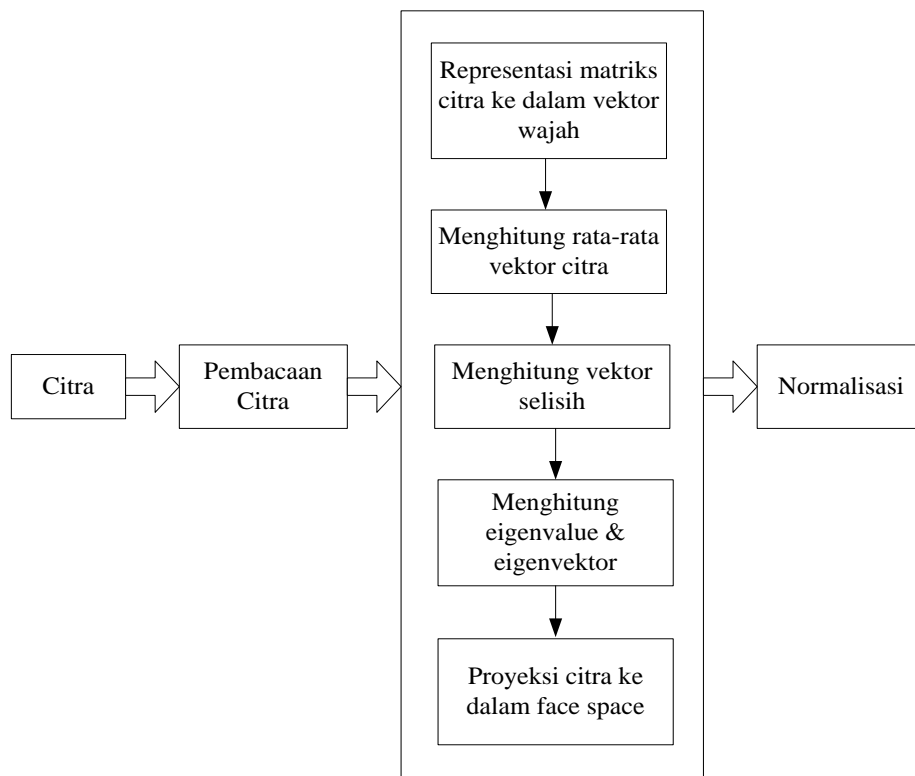 Citra
Pembacaan
Citra
Representasi matriks
citra ke dalam vektor
wajah
Menghitung rata-rata
vektor citra
Menghitung vektor
selisih
Menghitung
eigenvalue &
eigenvektor
Proyeksi citra ke
dalam face space
Normalisasi